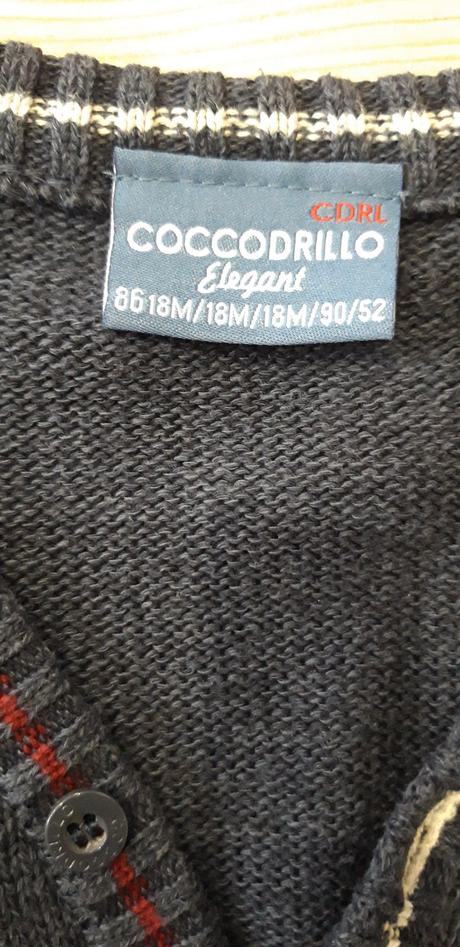 CDRL
COCCODRILLO
Elegant
86 18M/18M/18M/90/52